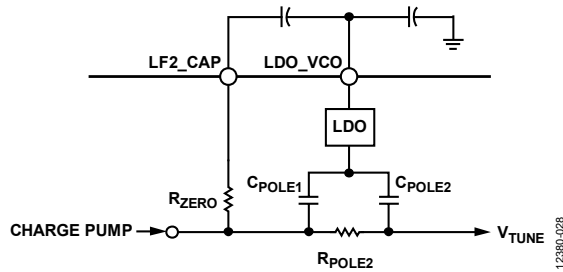 LF2_CAP LDO_VCO
LDO
CPOLE1 CPOLE2
RZERO
CHARGE PUMP VTUNE
RPOLE2
12380-028